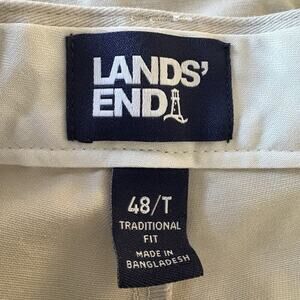 LANDS'
END
48/T
TRADITIONAL
FIT
MADE IN
BANGLADESH